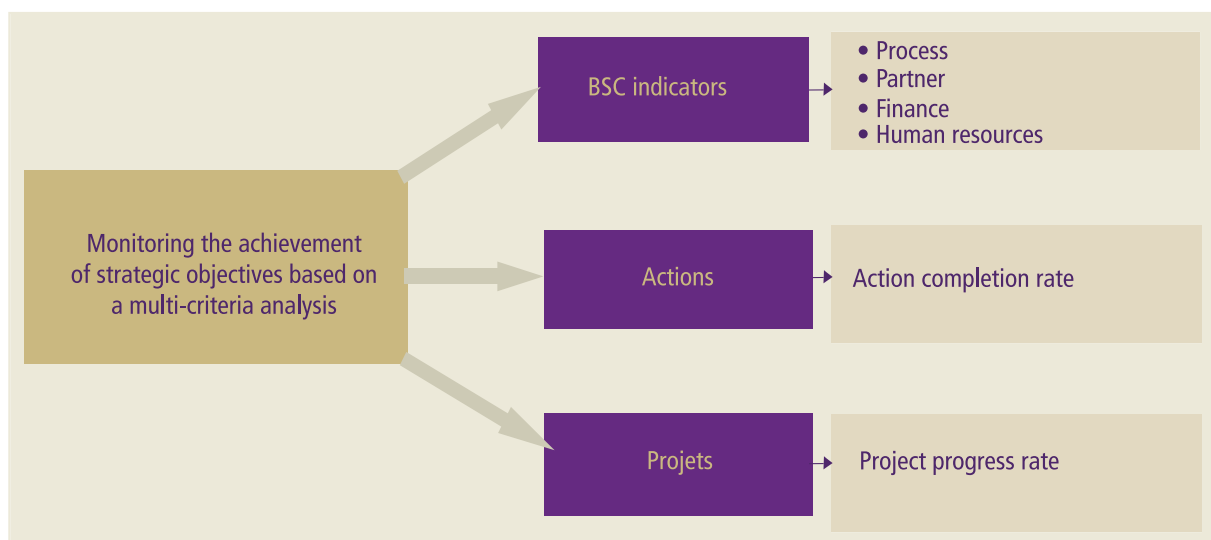 Monitoring the achievement
of strategic objectives based on
a multi-criteria analysis
BSC indicators
• Process
• Partner
• Finance
• Human resources
Actions
Action completion rate
Projets
Project progress rate